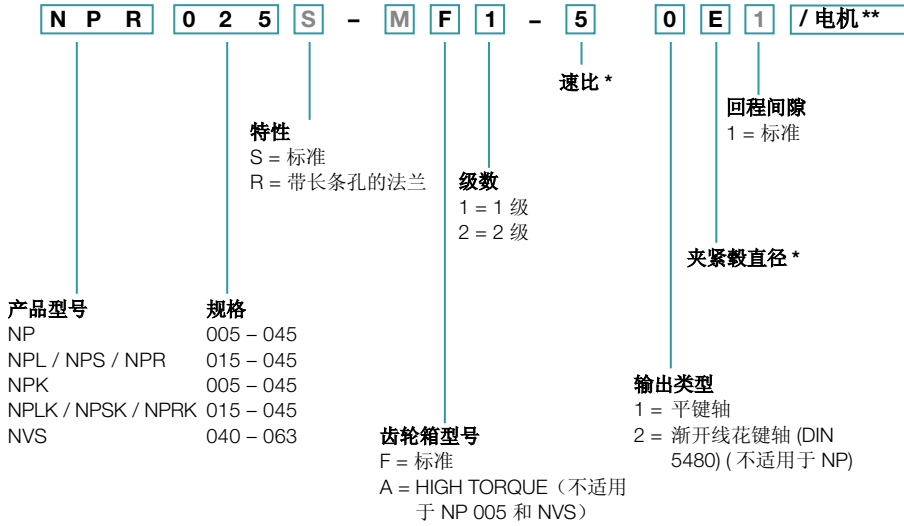 N P R 0 2 5 S – M F 1 – 5 0 E 1 / 电机**
速比 *
回程间隙
1 = 标准
特性
S = 标准
R = 带长条孔的法兰
级数
1 = 1 级
2 = 2 级
夹紧毂直径 *
产品型号 规格
NP 005 – 045
NPL / NPS / NPR 015 – 045
NPK 005 – 045
NPLK / NPSK / NPRK 015 – 045
NVS 040 – 063
齿轮箱型号
F = 标准
A = HIGH TORQUE（不适用
于 NP 005 和 NVS）
输出类型
1 = 平键轴
2 = 渐开线花键轴 (DIN
5480) ( 不适用于 NP)